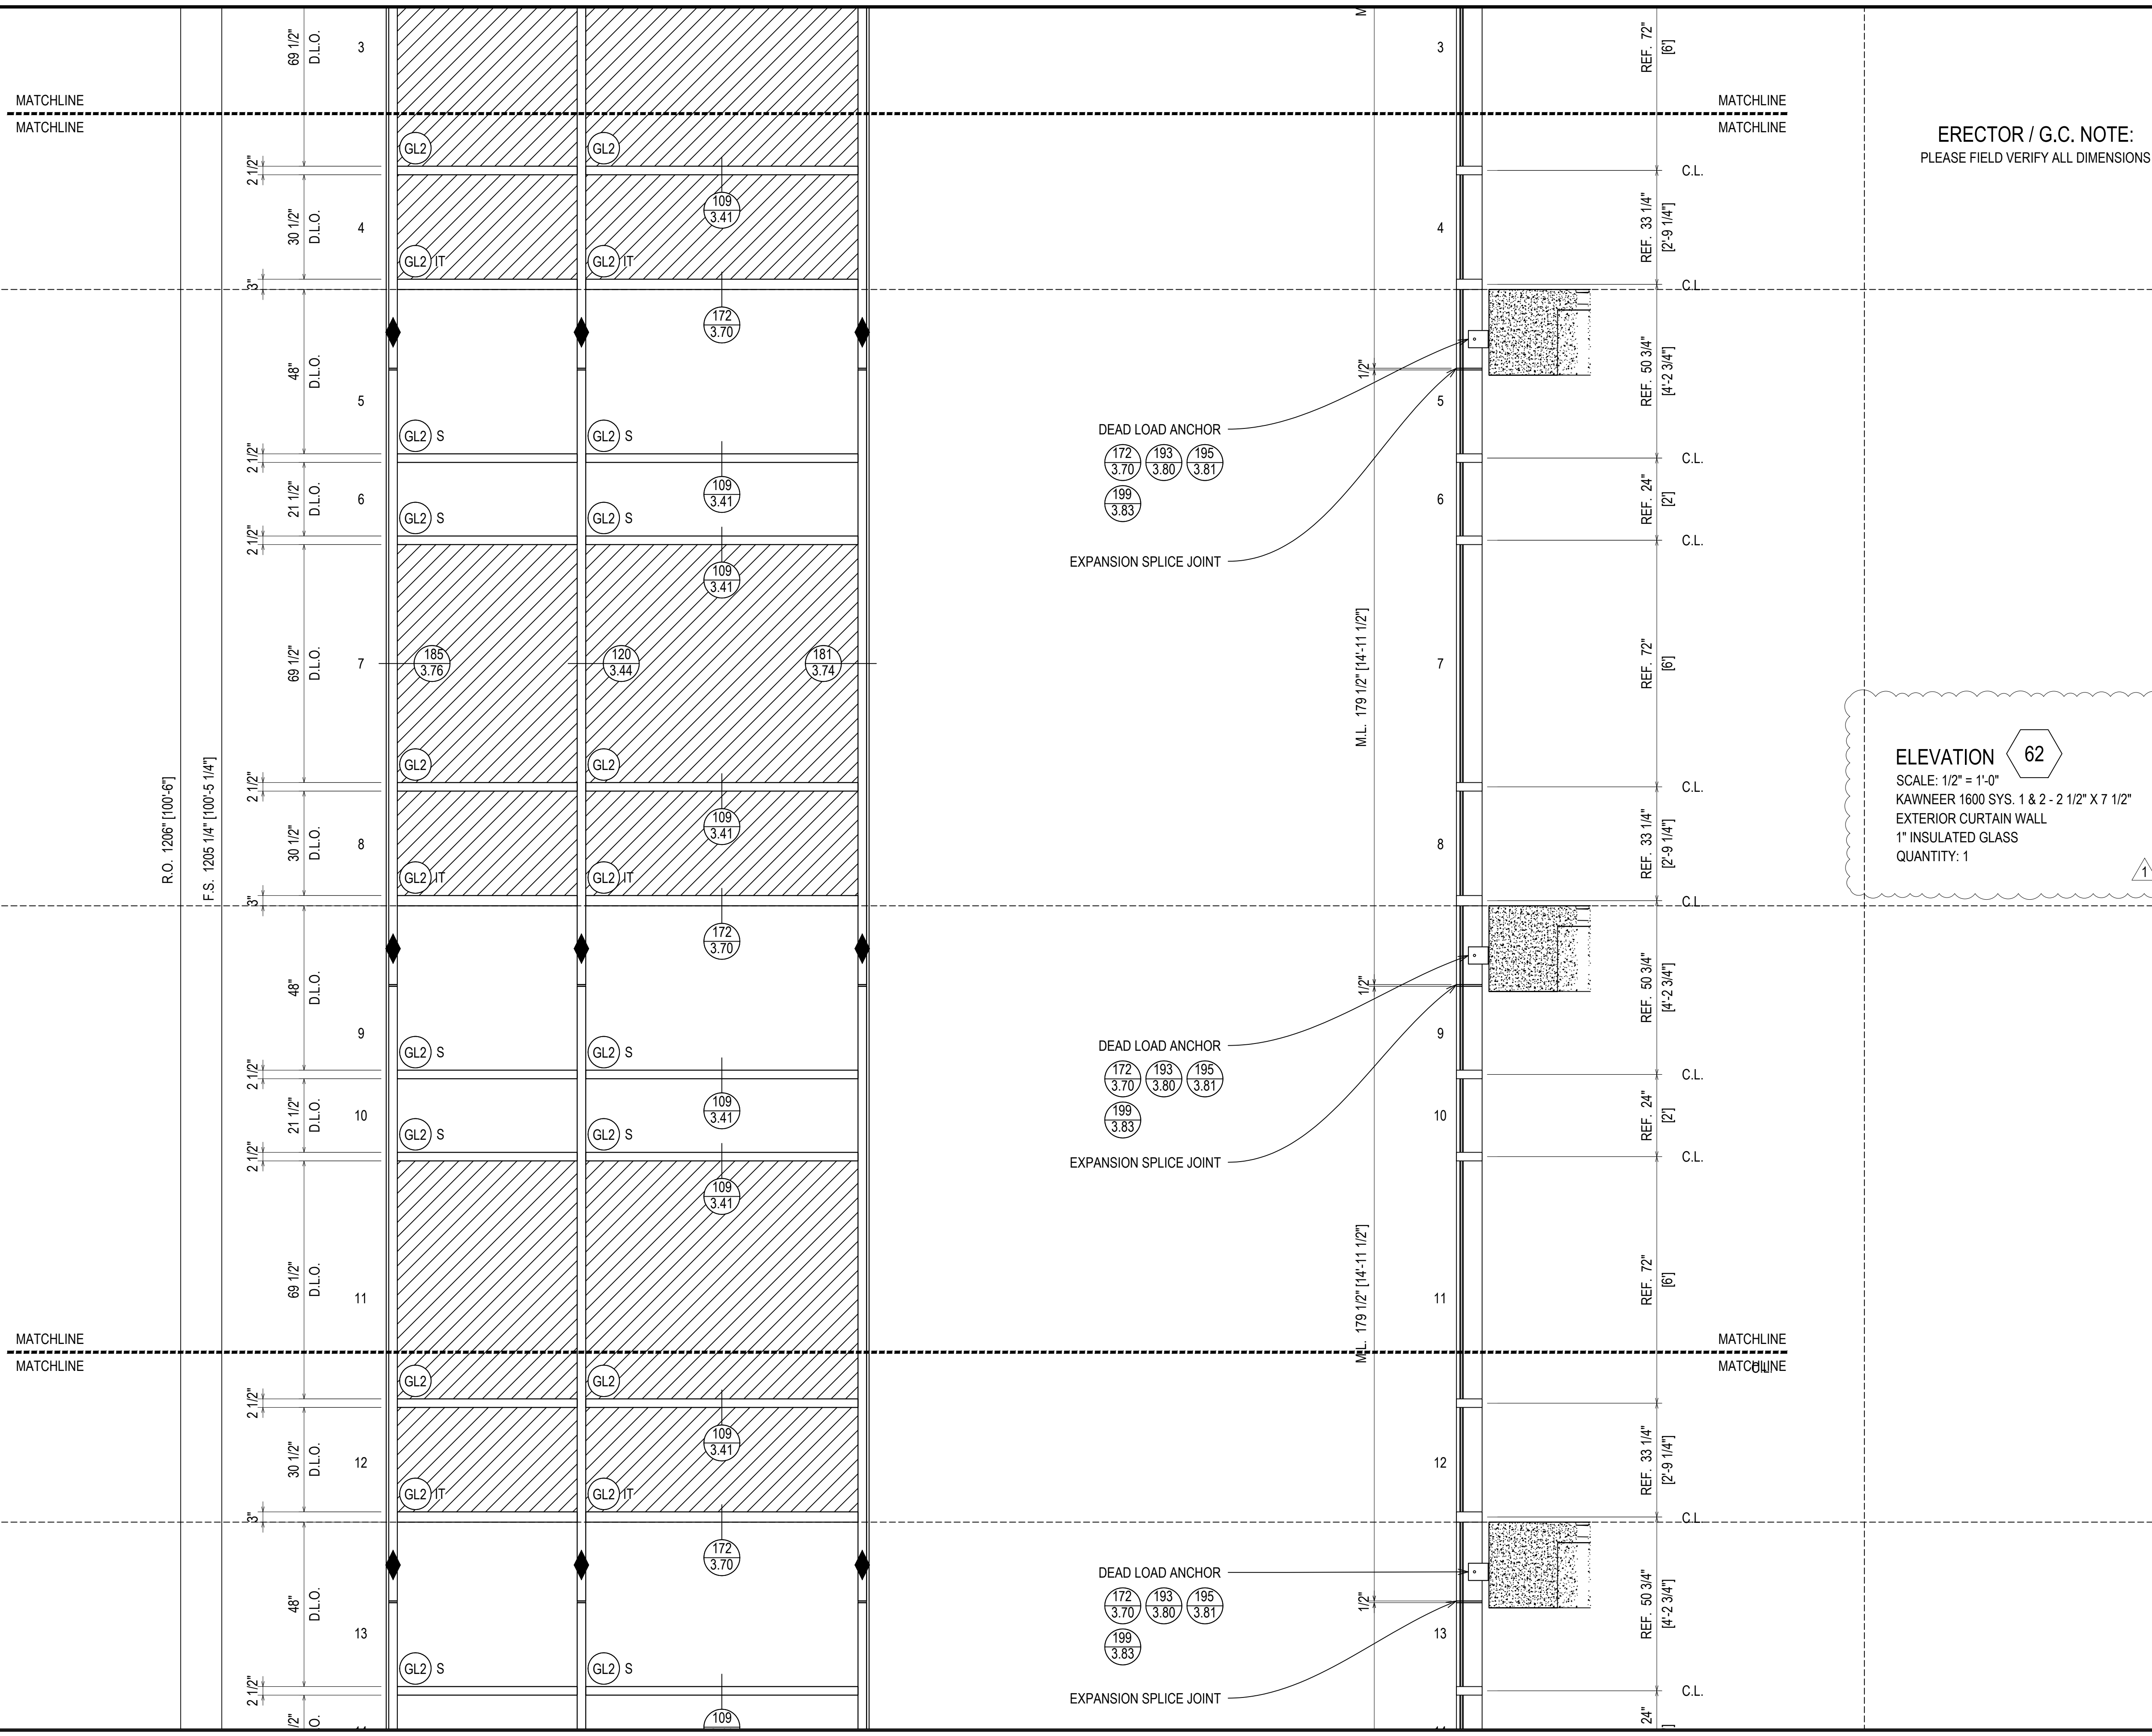 69 1/2"
D.L.O.
3
M
3
REF. 72"
[6']
MATCHLINE
MATCHLINE
MATCHLINE
MATCHLINE
ERECTOR / G.C. NOTE:
PLEASE FIELD VERIFY ALL DIMENSIONS
GL2
GL2
2 1/2"
C.L.
30 1/2"
D.L.O.
4
109
3.41
GL2 IT
GL2 IT
4
REF. 33 1/4"
[2'-9 1/4"]
3"
C.L.
172
3.70
48"
D.L.O.
5
GL2 S
GL2 S
1/2"
5
REF. 50 3/4"
[4'-2 3/4"]
DEAD LOAD ANCHOR
172
3.70
193
3.80
195
3.81
199
3.83
EXPANSION SPLICE JOINT
2 1/2"
C.L.
21 1/2"
D.L.O.
6
109
3.41
GL2 S
GL2 S
6
REF. 24"
[2']
2 1/2"
C.L.
109
3.41
69 1/2"
D.L.O.
7
185
3.76
120
3.44
181
3.74
GL2
GL2
M.L. 179 1/2" [14'-11 1/2"]
7
REF. 72"
[6']
R.O. 1206" [100'-6"]
F.S. 1205 1/4" [100'-5 1/4"]
ELEVATION 62
SCALE: 1/2" = 1'-0"
KAWNEER 1600 SYS. 1 & 2 - 2 1/2" X 7 1/2"
EXTERIOR CURTAIN WALL
1" INSULATED GLASS
QUANTITY: 1
1
2 1/2"
C.L.
30 1/2"
D.L.O.
8
109
3.41
GL2 IT
GL2 IT
8
REF. 33 1/4"
[2'-9 1/4"]
3"
C.L.
172
3.70
48"
D.L.O.
9
GL2 S
GL2 S
1/2"
9
REF. 50 3/4"
[4'-2 3/4"]
DEAD LOAD ANCHOR
172
3.70
193
3.80
195
3.81
199
3.83
EXPANSION SPLICE JOINT
2 1/2"
C.L.
21 1/2"
D.L.O.
10
109
3.41
GL2 S
GL2 S
10
REF. 24"
[2']
2 1/2"
C.L.
109
3.41
69 1/2"
D.L.O.
11
M.L. 179 1/2" [14'-11 1/2"]
11
REF. 72"
[6']
MATCHLINE
MATCHLINE
MATCHLINE
MATCHLINE
C.L.
GL2
GL2
2 1/2"
30 1/2"
D.L.O.
12
109
3.41
GL2 IT
GL2 IT
12
REF. 33 1/4"
[2'-9 1/4"]
3"
C.L.
172
3.70
48"
D.L.O.
13
GL2 S
GL2 S
1/2"
13
REF. 50 3/4"
[4'-2 3/4"]
DEAD LOAD ANCHOR
172
3.70
193
3.80
195
3.81
199
3.83
EXPANSION SPLICE JOINT
2 1/2"
C.L.
109
/2"
O.
24"